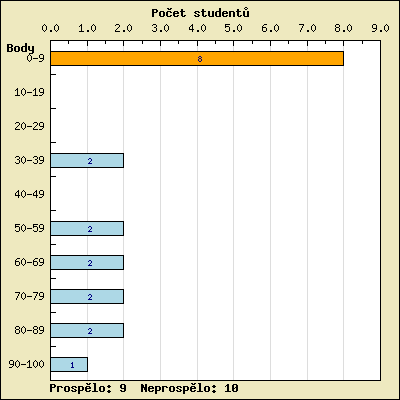 Počet studentů
0.0 1.0 2.0 3.0 4.0 5.0 6.0 7.0 8.0 9.0
Body
0-9 8
10-19
20-29
30-39 2
40-49
50-59 2
60-69 2
70-79 2
80-89 2
90-100 1
Prospělo: 9 Neprospělo: 10